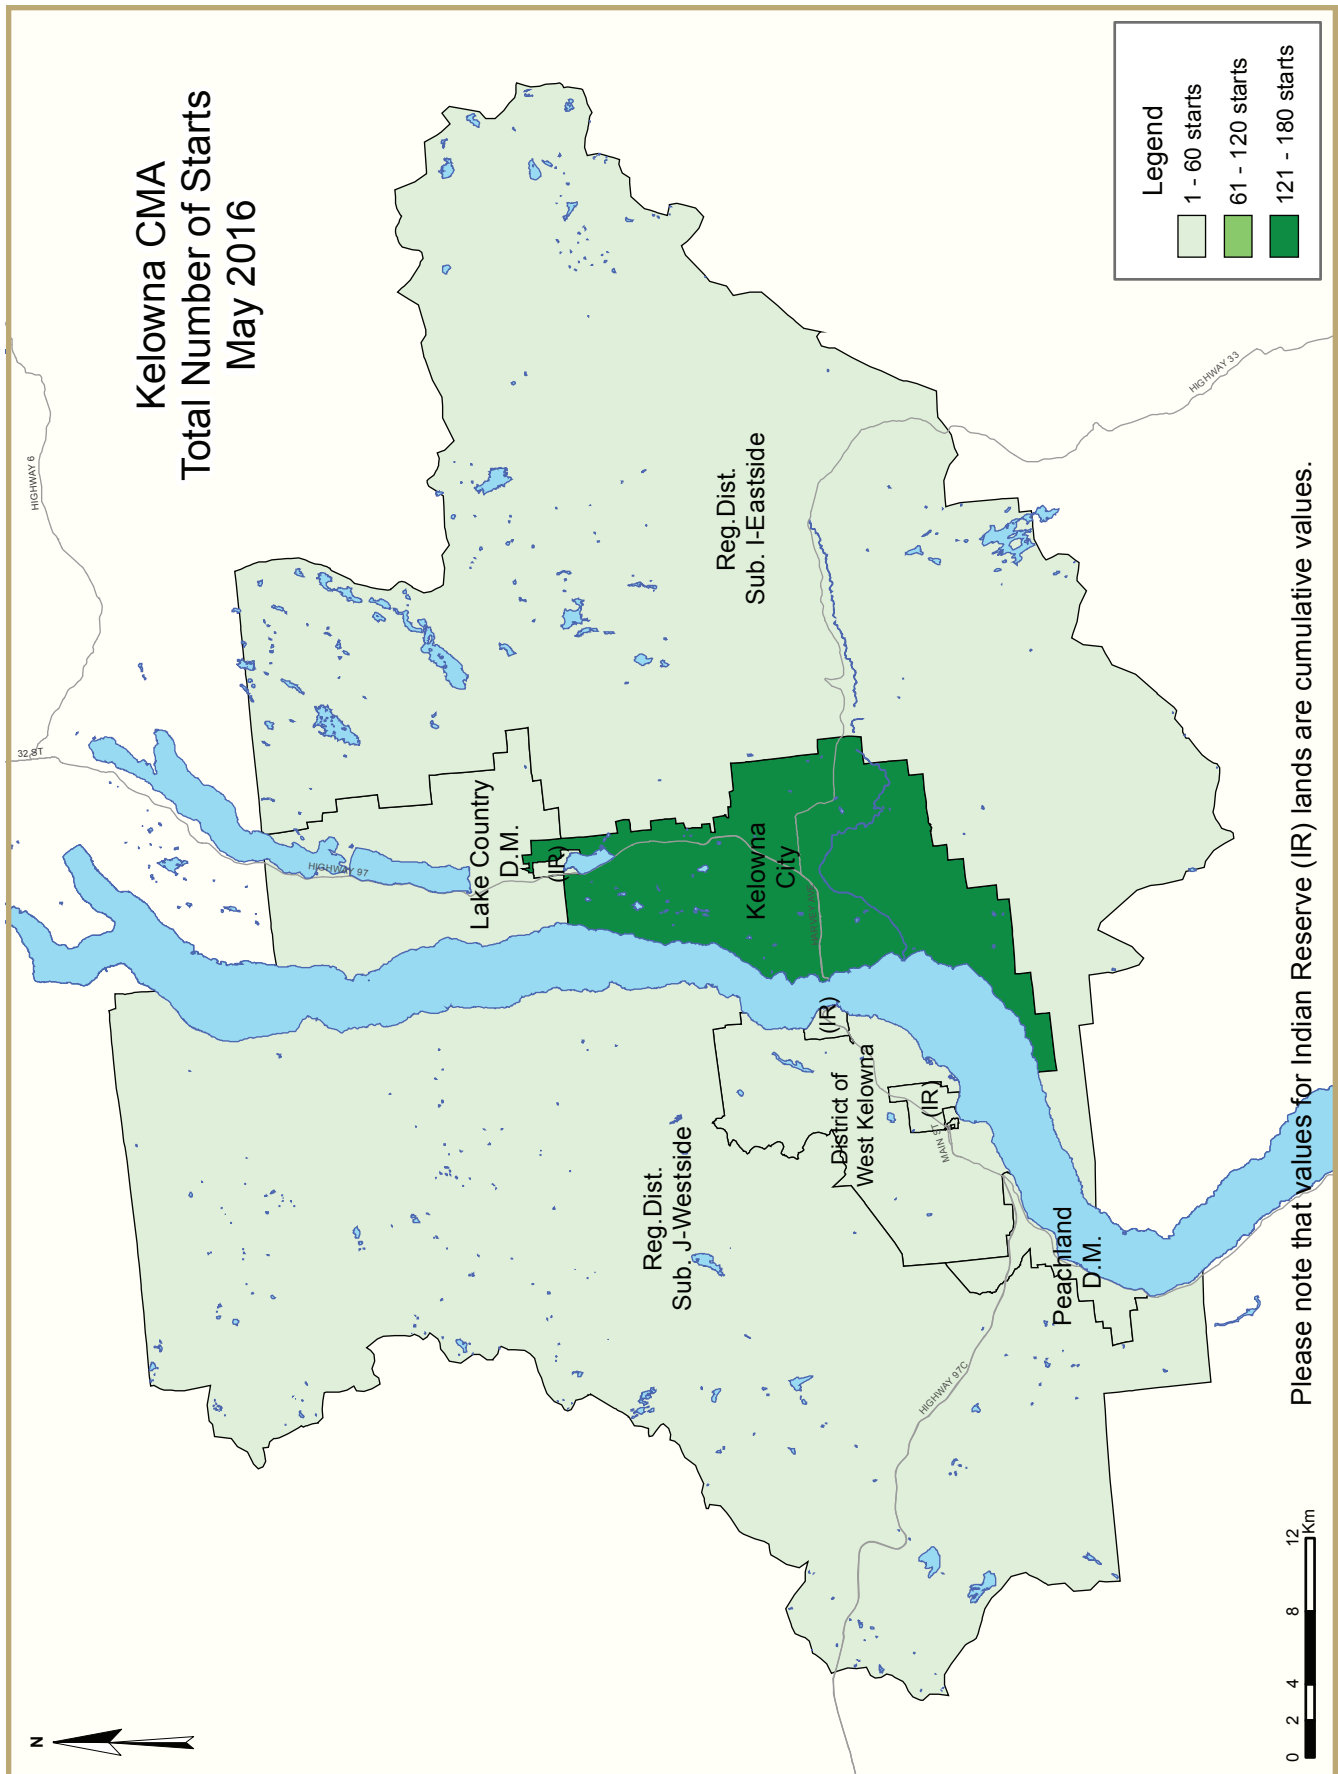 Kelowna CMA
Total Number of Starts
May 2016
N
HIGHWAY 6
32 ST
HIGHWAY 97
Lake Country
D.M.
(IR)
Kelowna
City
Reg.Dist.
Sub. I-Eastside
HIGHWAY 33
(IR)
District of
West Kelowna
(IR)
MAIN ST
Reg.Dist.
Sub. J-Westside
Peachland
D.M.
HIGHWAY 97C
Legend
1 - 60 starts
61 - 120 starts
121 - 180 starts
0 2 4 8 12
Km
Please note that values for Indian Reserve (IR) lands are cumulative values.